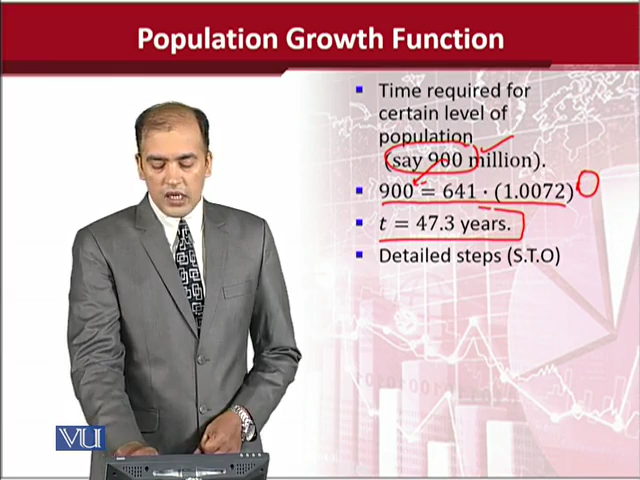 Population Growth Function
▪ Time required for
certain level of
population
(say 900 million).
▪ 900 = 641 · (1.0072)
▪ t = 47.3 years.
▪ Detailed steps (S.T.O)
VU